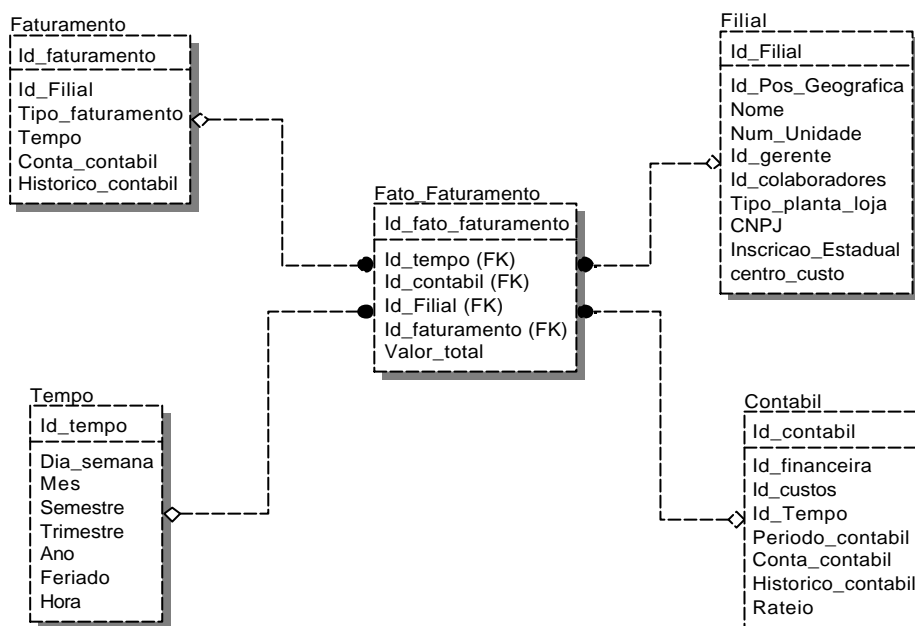 Faturamento
Id_faturamento
Id_Filial
Tipo_faturamento
Tempo
Conta_contabil
Historico_contabil
Filial
Id_Filial
Id_Pos_Geografica
Nome
Num_Unidade
Id_gerente
Id_colaboradores
Tipo_planta_loja
CNPJ
Inscricao_Estadual
centro_custo
Fato_Faturamento
Id_fato_faturamento
Id_tempo (FK)
Id_contabil (FK)
Id_Filial (FK)
Id_faturamento (FK)
Valor_total
Tempo
Id_tempo
Dia_semana
Mes
Semestre
Trimestre
Ano
Feriado
Hora
Contabil
Id_contabil
Id_financeira
Id_custos
Id_Tempo
Periodo_contabil
Conta_contabil
Historico_contabil
Rateio